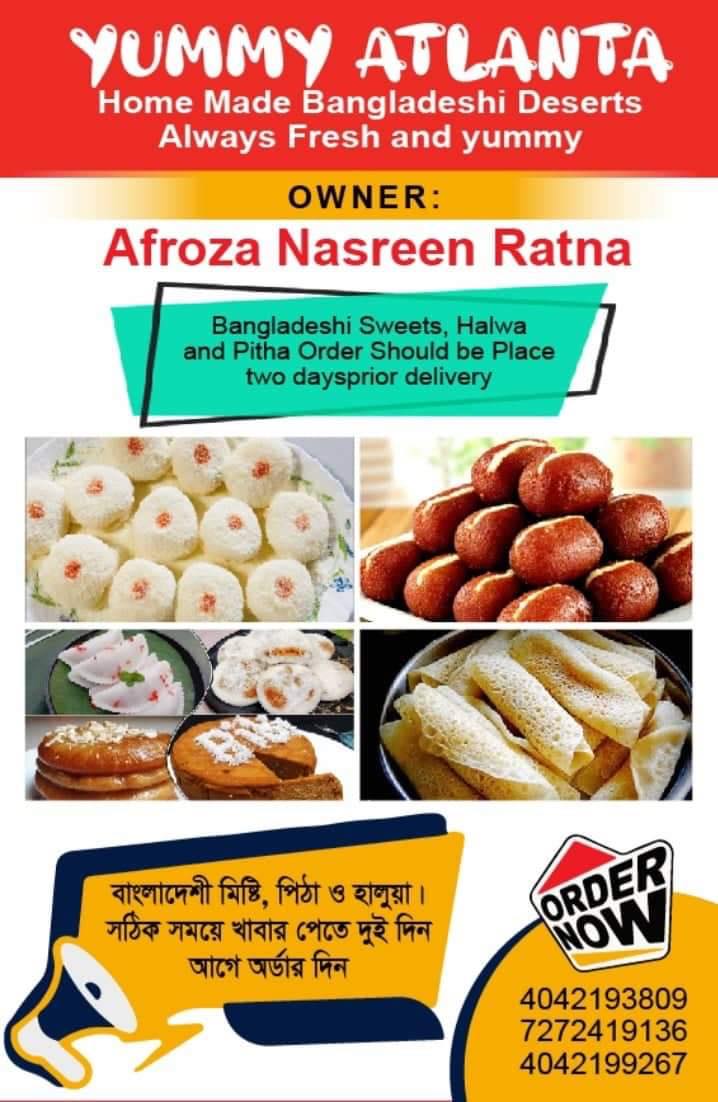 YUMMY ATLANTA
Home Made Bangladeshi Deserts
Always Fresh and yummy
OWNER:
Afroza Nasreen Ratna
Bangladeshi Sweets, Halwa
and Pitha Order Should be Place
two daysprior delivery
বাংলাদেশী মিষ্টি, পিঠা ও হালুয়া।
সঠিক সময়ে খাবার পেতে দুই দিন
আগে অর্ডার দিন
ORDER
NOW
4042193809
7272419136
4042199267